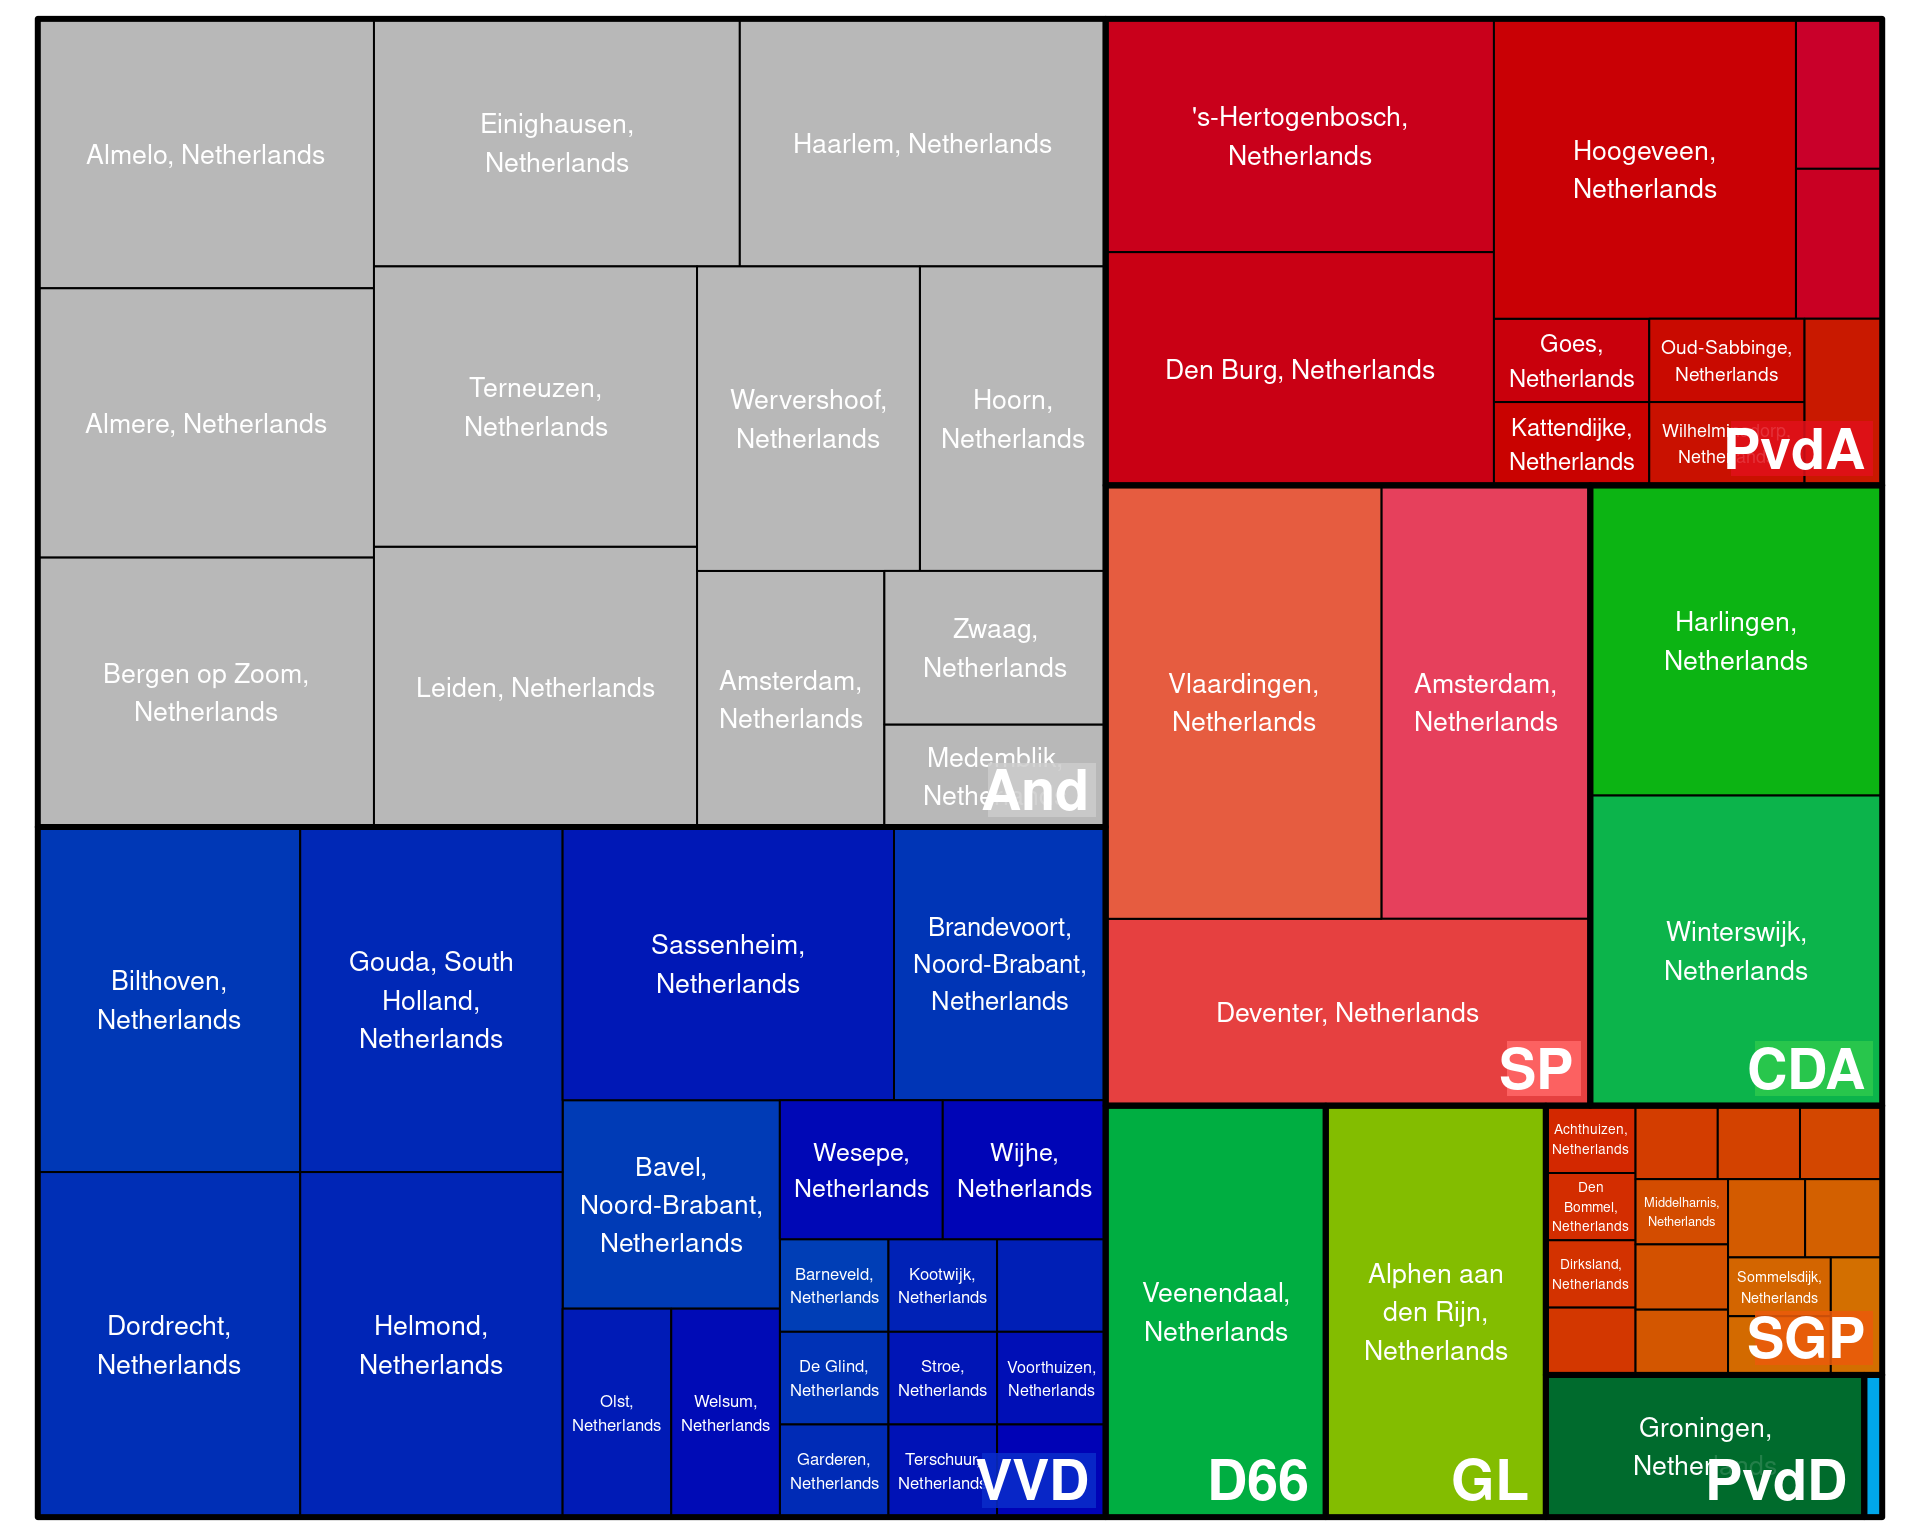 Almelo, Netherlands
Einighausen,
Netherlands
Haarlem, Netherlands
Almere, Netherlands
Terneuzen,
Netherlands
Wervershoof,
Netherlands
Hoorn,
Netherlands
Bergen op Zoom,
Netherlands
Leiden, Netherlands
Amsterdam,
Netherlands
Zwaag,
Netherlands
Medemblik,
And
's-Hertogenbosch,
Netherlands
Hoogeveen,
Netherlands
Den Burg, Netherlands
Goes,
Netherlands
Oud-Sabbinge,
Netherlands
Kattendijke,
Netherlands
Wilhelminadorp,
Netherlands
PvdA
Vlaardingen,
Netherlands
Amsterdam,
Netherlands
Deventer, Netherlands
SP
Harlingen,
Netherlands
Winterswijk,
Netherlands
CDA
Bilthoven,
Netherlands
Gouda, South
Holland,
Netherlands
Sassenheim,
Netherlands
Brandevoort,
Noord-Brabant,
Netherlands
Dordrecht,
Netherlands
Helmond,
Netherlands
Bavel,
Noord-Brabant,
Netherlands
Wesepe,
Netherlands
Wijhe,
Netherlands
Olst,
Netherlands
Welsum,
Netherlands
Barneveld,
Netherlands
Kootwijk,
Netherlands
De Glind,
Netherlands
Stroe,
Netherlands
Voorthuizen,
Netherlands
Garderen,
Netherlands
Terschuur,
Netherlands
VVD
Veenendaal,
Netherlands
D66
Alphen aan
den Rijn,
Netherlands
GL
Achthuizen,
Netherlands
Den
Bommel,
Netherlands
Dirksland,
Netherlands
Middelharnis,
Netherlands
Sommelsdijk,
Netherlands
SGP
Groningen,
Netherlands
PvdD